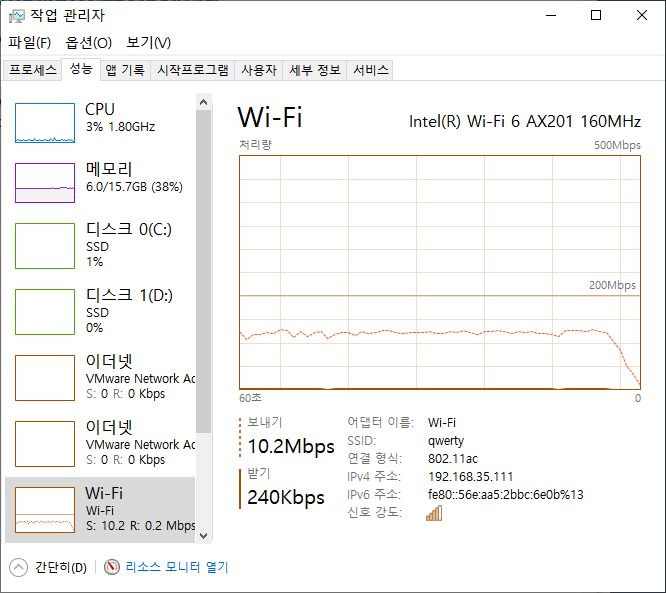 작업 관리자
파일(F) 옵션(O) 보기(V)
프로세스 성능 앱 기록 시작프로그램 사용자 세부 정보 서비스
CPU
3% 1.80GHz
메모리
6.0/15.7GB (38%)
디스크 0(C:)
SSD
1%
디스크 1(D:)
SSD
0%
이더넷
VMware Network Ac
S: 0 R: 0 Kbps
이더넷
VMware Network Ac
S: 0 R: 0 Kbps
Wi-Fi
Wi-Fi
S: 10.2 R: 0.2 Mbps
Wi-Fi Intel(R) Wi-Fi 6 AX201 160MHz
처리량 500Mbps
200Mbps
60초 0
보내기
10.2Mbps
받기
240Kbps
어댑터 이름: Wi-Fi
SSID: qwerty
연결 형식: 802.11ac
IPv4 주소: 192.168.35.111
IPv6 주소: fe80::56e:aa5:2bbc:6e0b%13
신호 강도:
간단히(D) 리소스 모니터 열기